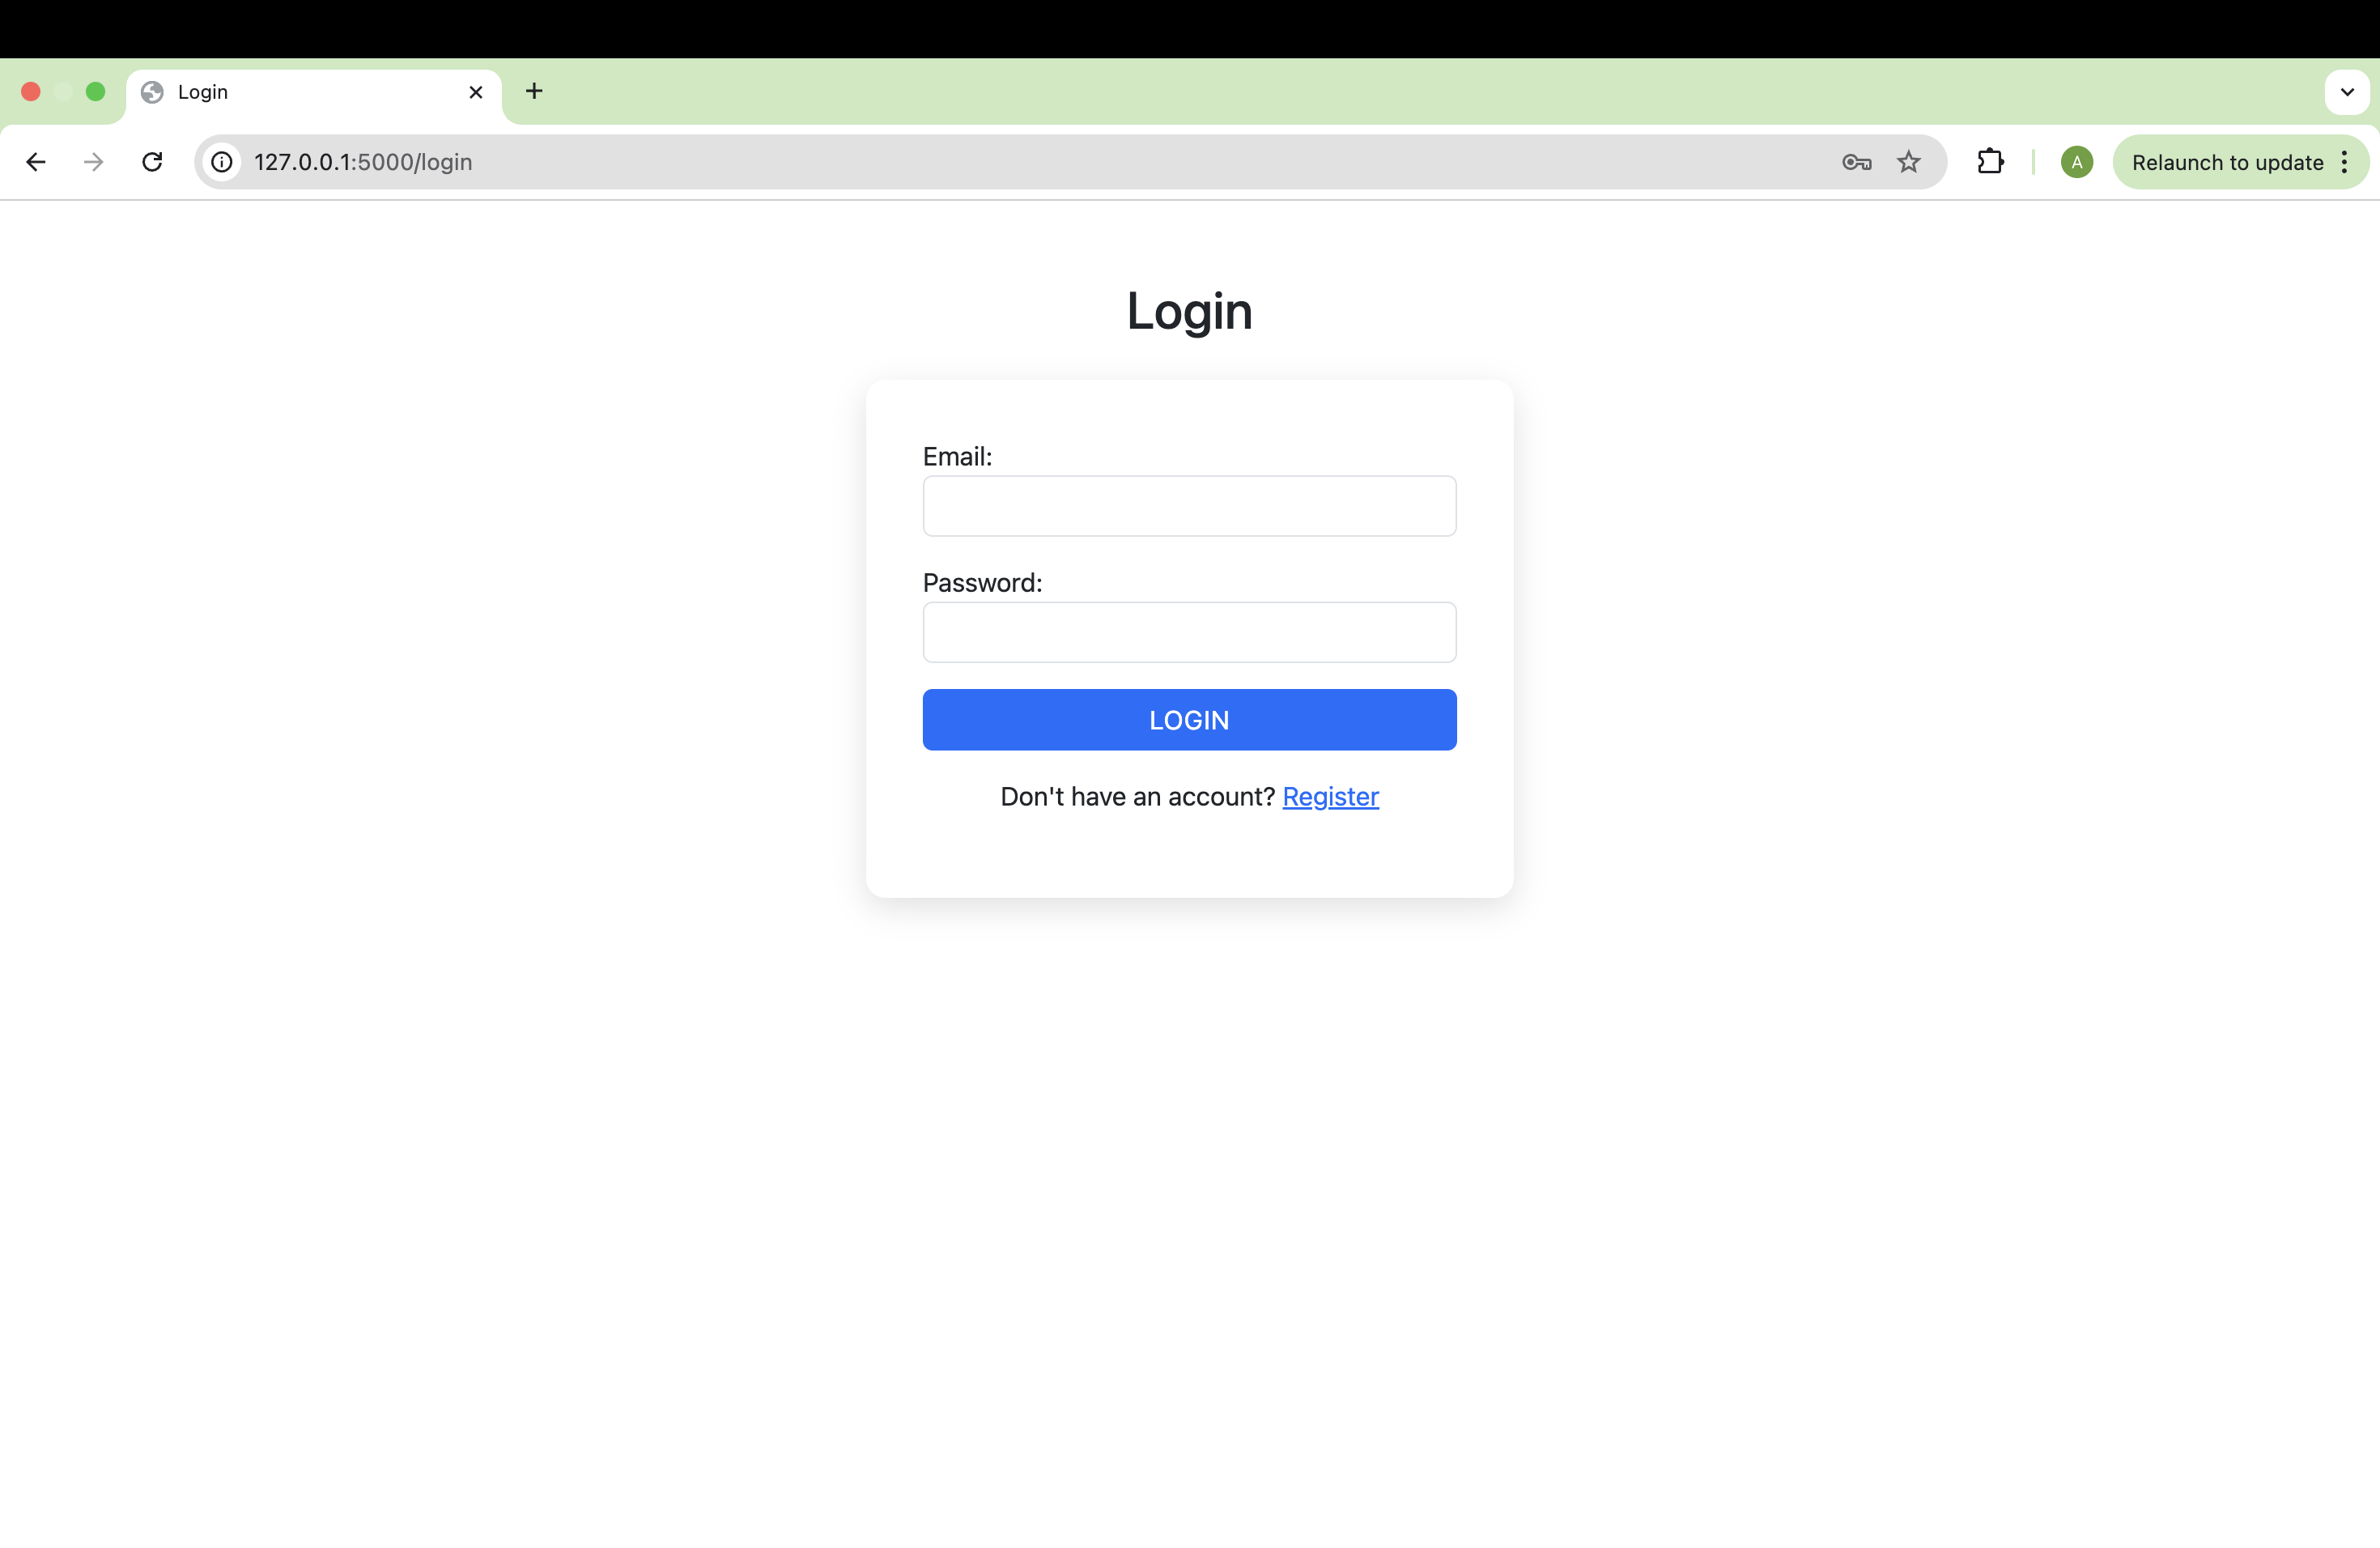 Login
127.0.0.1:5000/login
A
Relaunch to update
Login
Email:
Password:
LOGIN
Don't have an account? Register